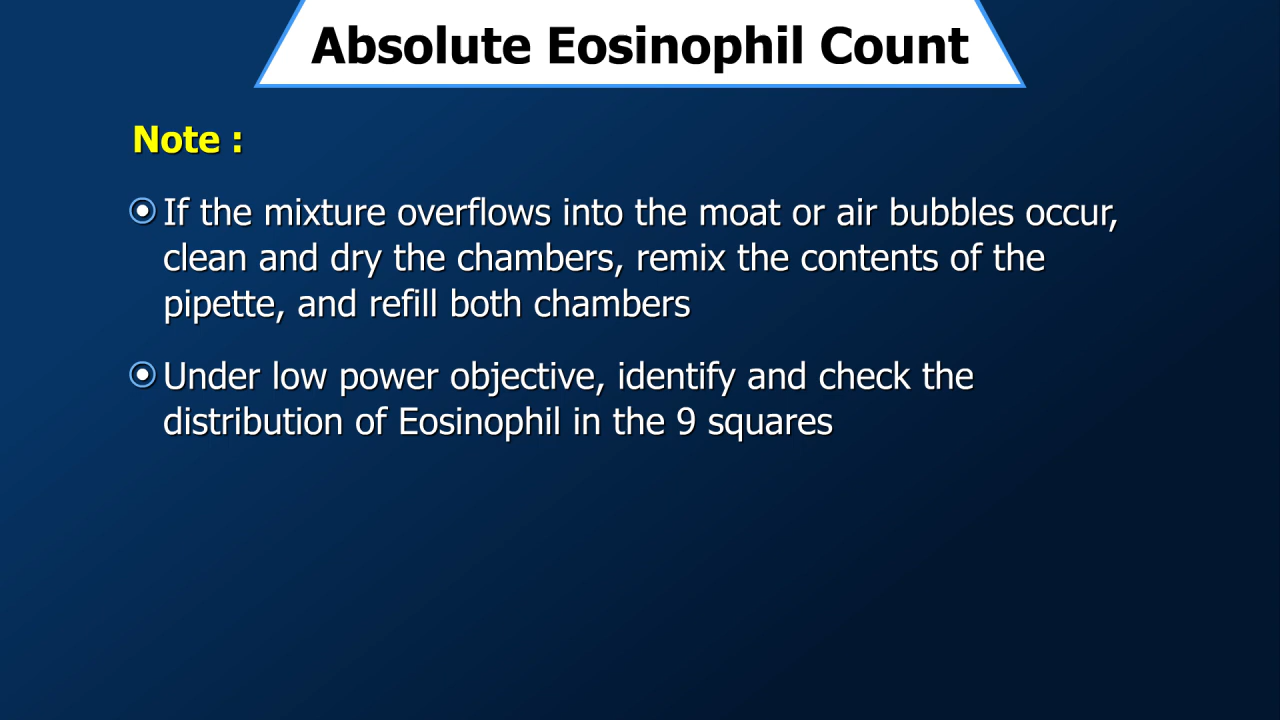 Absolute Eosinophil Count
Note :
If the mixture overflows into the moat or air bubbles occur,
clean and dry the chambers, remix the contents of the
pipette, and refill both chambers
Under low power objective, identify and check the
distribution of Eosinophil in the 9 squares